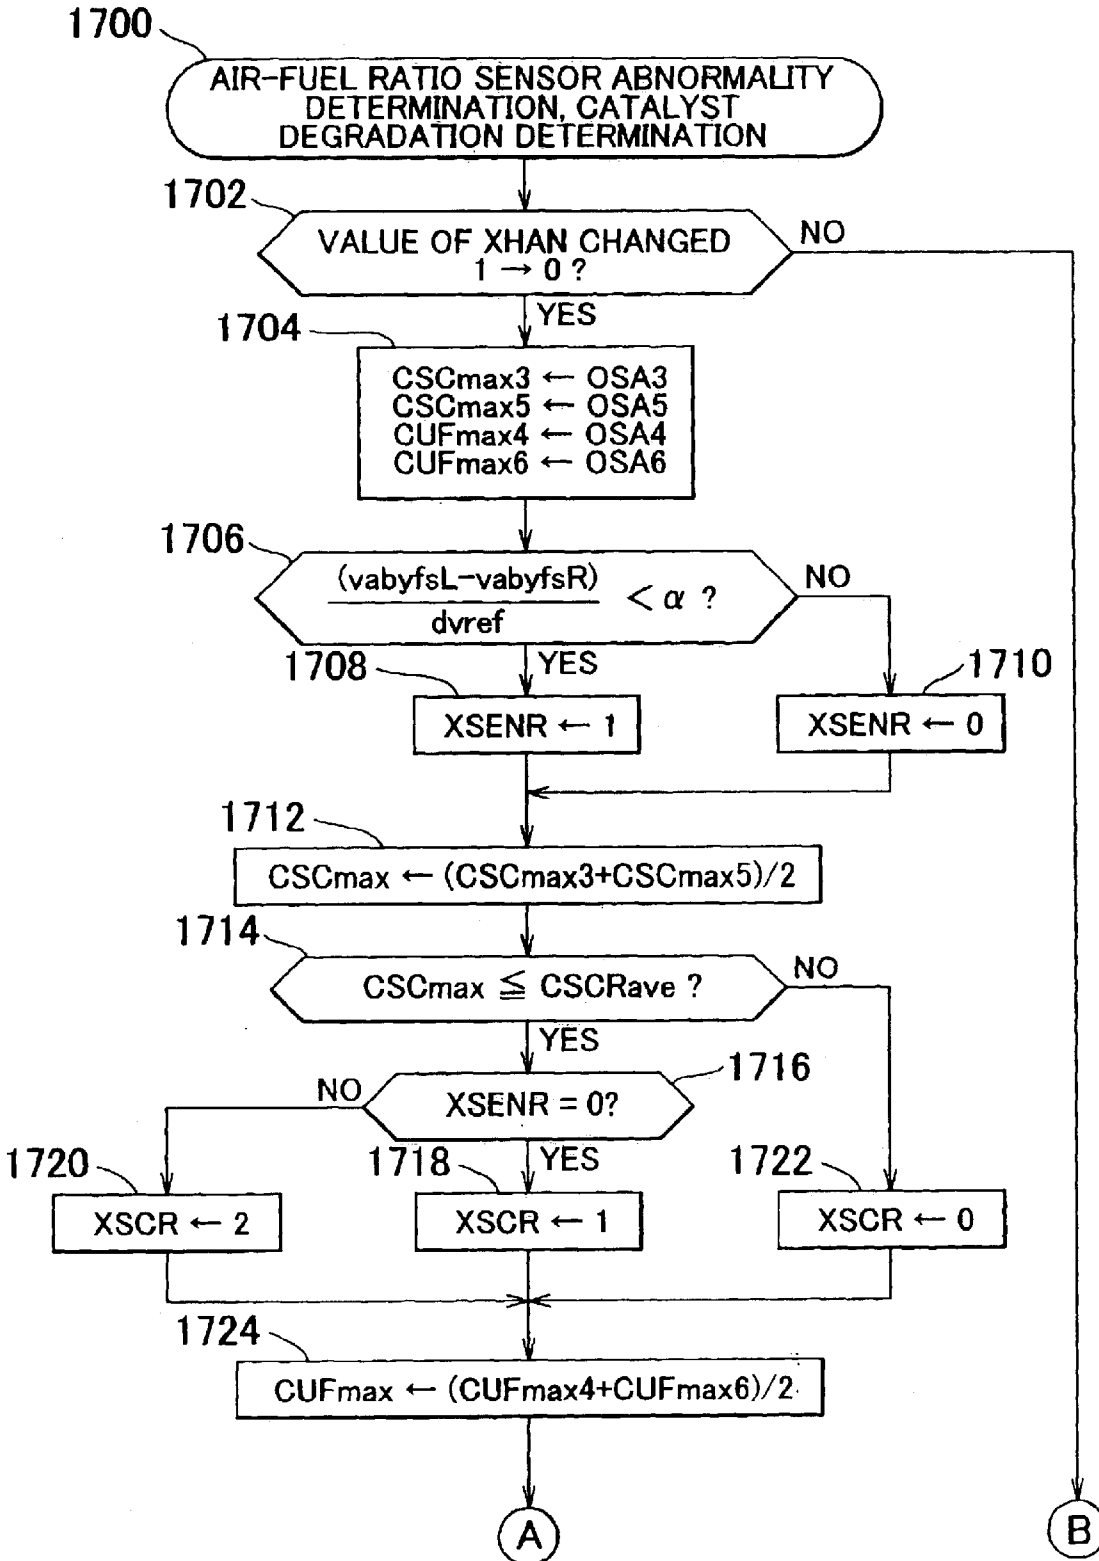 1700
AIR-FUEL RATIO SENSOR ABNORMALITY
DETERMINATION, CATALYST
DEGRADATION DETERMINATION
1702
VALUE OF XHAN CHANGED
1 → 0 ?
NO
YES
1704
CSCmax3 ← OSA3
CSCmax5 ← OSA5
CUFmax4 ← OSA4
CUFmax6 ← OSA6
1706
(vabyfsL-vabyfsR)
dvref
< α ?
NO
YES
1708
XSENR ← 1
1710
XSENR ← 0
1712
CSCmax ← (CSCmax3+CSCmax5)/2
1714
CSCmax ≦ CSCRave ?
NO
YES
1716
XSENR = 0?
NO
YES
1720
XSCR ← 2
1718
XSCR ← 1
1722
XSCR ← 0
1724
CUFmax ← (CUFmax4+CUFmax6)/2
A
B